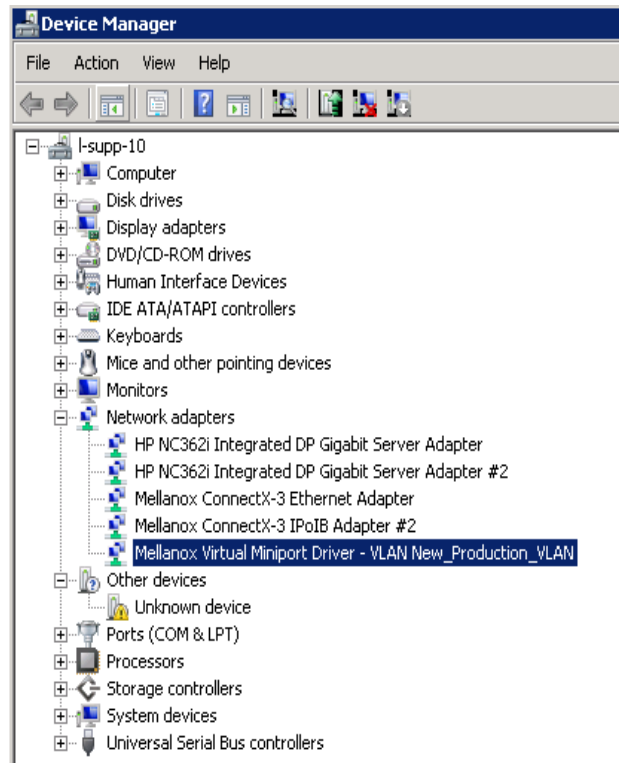 Device Manager
File Action View Help
l-supp-10
Computer
Disk drives
Display adapters
DVD/CD-ROM drives
Human Interface Devices
IDE ATA/ATAPI controllers
Keyboards
Mice and other pointing devices
Monitors
Network adapters
HP NC362i Integrated DP Gigabit Server Adapter
HP NC362i Integrated DP Gigabit Server Adapter #2
Mellanox ConnectX-3 Ethernet Adapter
Mellanox ConnectX-3 IPoIB Adapter #2
Mellanox Virtual Miniport Driver - VLAN New_Production_VLAN
Other devices
Unknown device
Ports (COM & LPT)
Processors
Storage controllers
System devices
Universal Serial Bus controllers